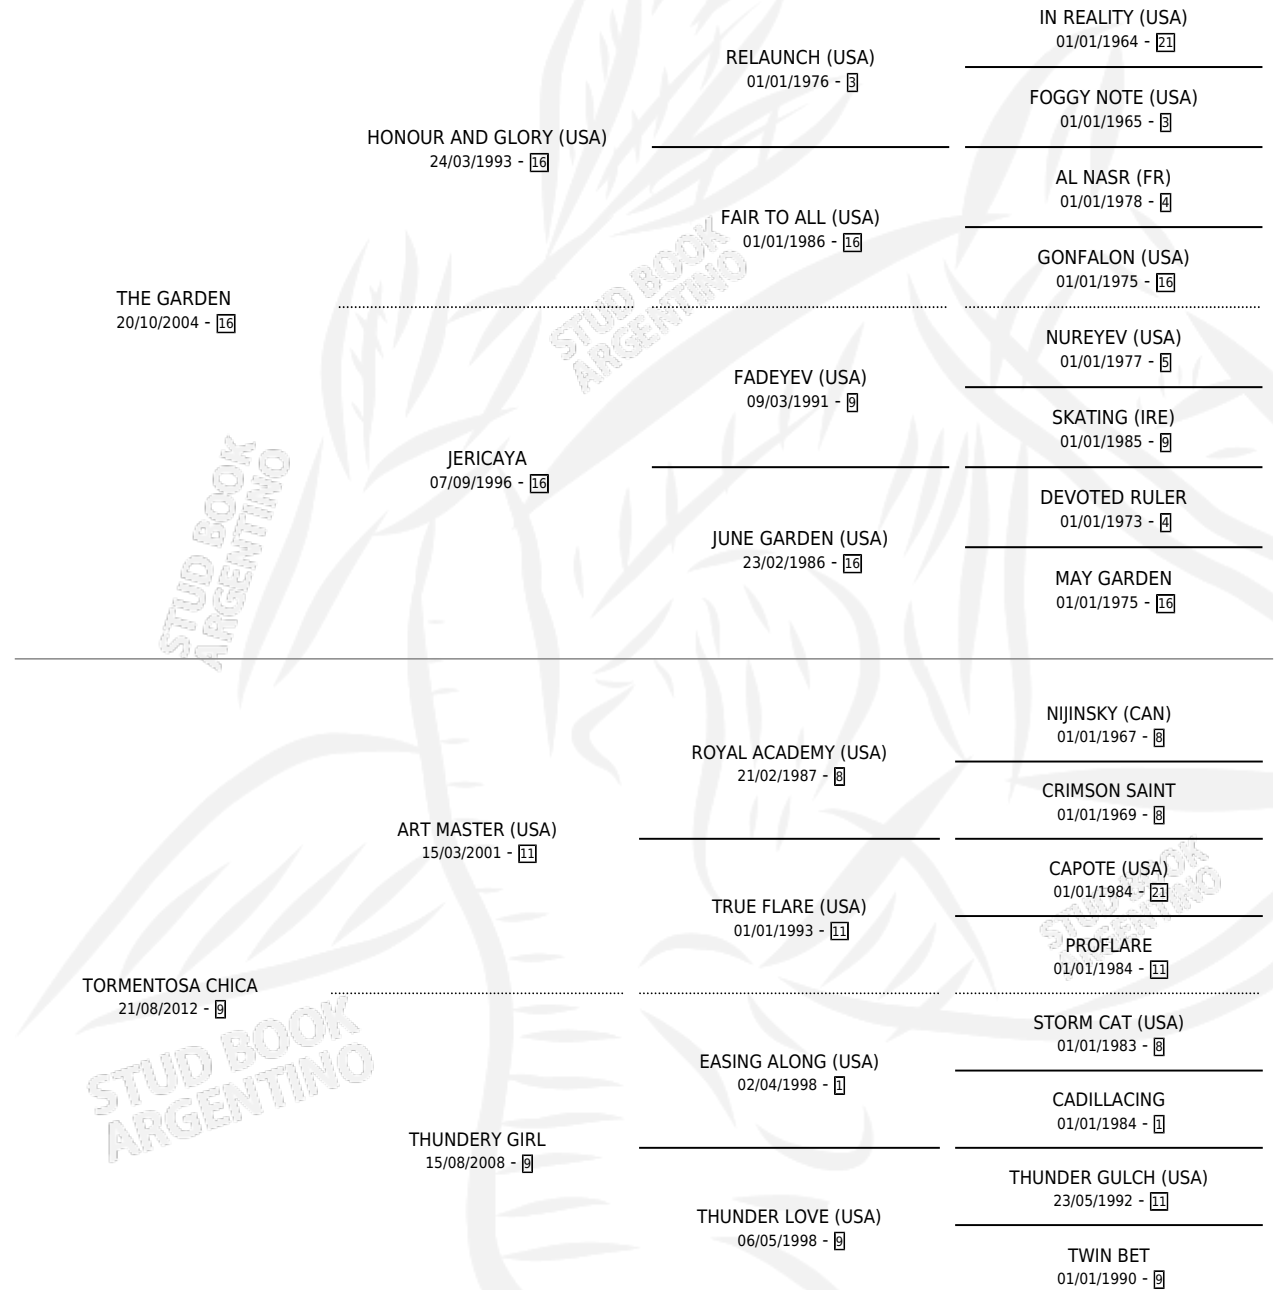 IN REALITY (USA)
01/01/1964 - 21
RELAUNCH (USA)
01/01/1976 - 3
FOGGY NOTE (USA)
01/01/1965 - 3
HONOUR AND GLORY (USA)
24/03/1993 - 16
AL NASR (FR)
01/01/1978 - 4
FAIR TO ALL (USA)
01/01/1986 - 16
GONFALON (USA)
01/01/1975 - 16
THE GARDEN
20/10/2004 - 16
STUD BOOK
ARGENTINO
NUREYEV (USA)
01/01/1977 - 5
FADEYEV (USA)
09/03/1991 - 9
SKATING (IRE)
01/01/1985 - 9
JERICAYA
07/09/1996 - 16
DEVOTED RULER
01/01/1973 - 4
JUNE GARDEN (USA)
23/02/1986 - 16
MAY GARDEN
01/01/1975 - 16
STUD BOOK
ARGENTINO
NIJINSKY (CAN)
01/01/1967 - 8
ROYAL ACADEMY (USA)
21/02/1987 - 8
CRIMSON SAINT
01/01/1969 - 8
ART MASTER (USA)
15/03/2001 - 11
CAPOTE (USA)
01/01/1984 - 21
TRUE FLARE (USA)
01/01/1993 - 11
PROFLARE
01/01/1984 - 11
STUD BOOK
ARGENTINO
TORMENTOSA CHICA
21/08/2012 - 9
STORM CAT (USA)
01/01/1983 - 8
EASING ALONG (USA)
02/04/1998 - 1
CADILLACING
01/01/1984 - 1
STUD BOOK
ARGENTINO
THUNDERY GIRL
15/08/2008 - 9
THUNDER GULCH (USA)
23/05/1992 - 11
THUNDER LOVE (USA)
06/05/1998 - 9
TWIN BET
01/01/1990 - 9